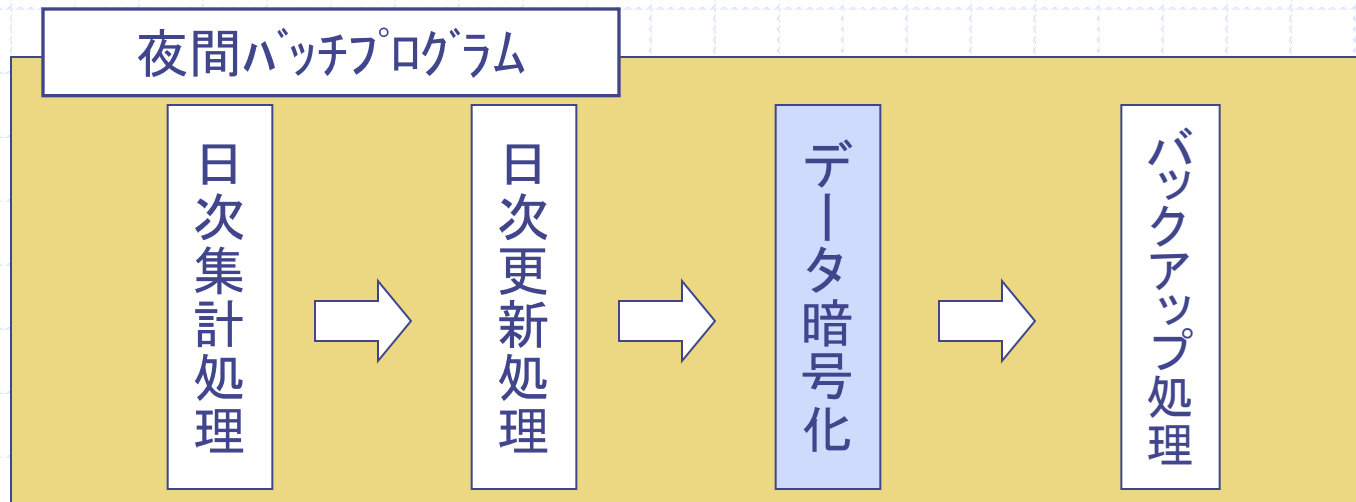 夜間ﾊﾞｯﾁﾌﾟﾛｸﾞﾗﾑ
日次集計処理
日次更新処理
データ暗号化
バックアップ処理